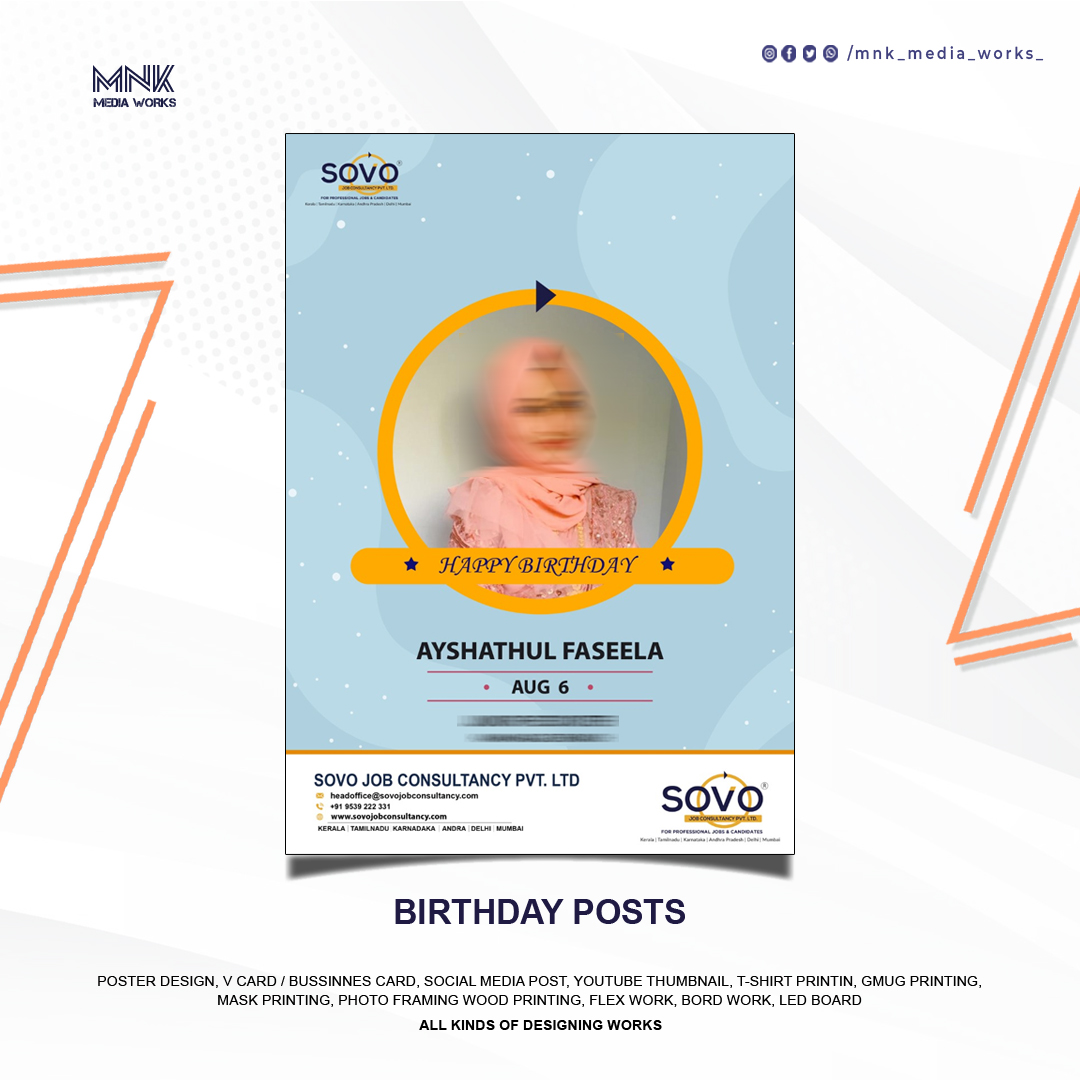 MNK
MEDIA WORKS
/mnk_media_works_
SOVO®
JOB CONSULTANCY PVT. LTD.
FOR PROFESSIONAL JOBS & CANDIDATES
Kerala | Tamilnadu | Karnataka | Andhra Pradesh | Delhi | Mumbai
HAPPY BIRTHDAY
AYSHATHUL FASEELA
AUG 6
SOVO JOB CONSULTANCY PVT. LTD
headoffice@sovojobconsultancy.com
+91 9539 222 331
www.sovojobconsultancy.com
KERALA | TAMILNADU KARNADAKA | ANDRA | DELHI | MUMBAI
SOVO®
JOB CONSULTANCY PVT. LTD.
FOR PROFESSIONAL JOBS & CANDIDATES
Kerala | Tamilnadu | Karnataka | Andhra Pradesh | Delhi | Mumbai
BIRTHDAY POSTS
POSTER DESIGN, V CARD / BUSSINNES CARD, SOCIAL MEDIA POST, YOUTUBE THUMBNAIL, T-SHIRT PRINTIN, GMUG PRINTING,
MASK PRINTING, PHOTO FRAMING WOOD PRINTING, FLEX WORK, BORD WORK, LED BOARD
ALL KINDS OF DESIGNING WORKS